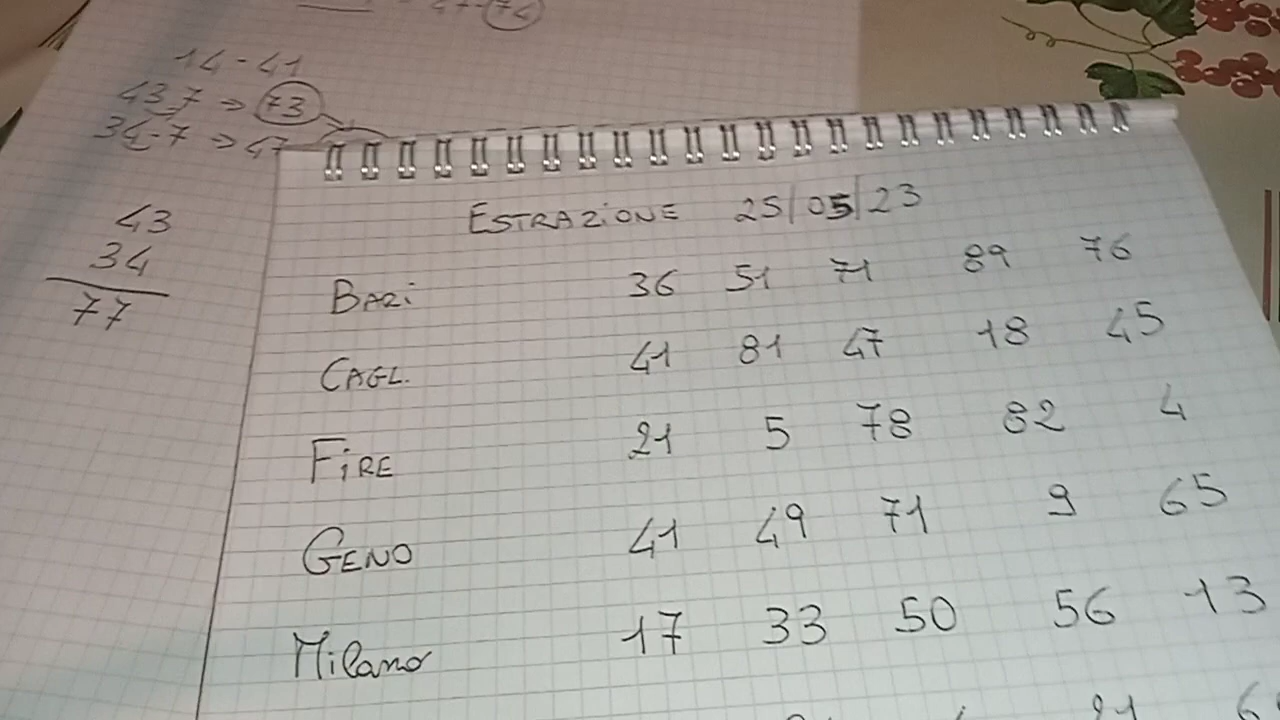 14-41
43-7 => 73
34-7 => 47
43
34
77
ESTRAZIONE 25/05/23
BARi 36 51 71 89 76
CAGL. 41 81 47 18 45
FiRE 21 5 78 82 4
GENO 41 49 71 9 65
Milano 17 33 50 56 13